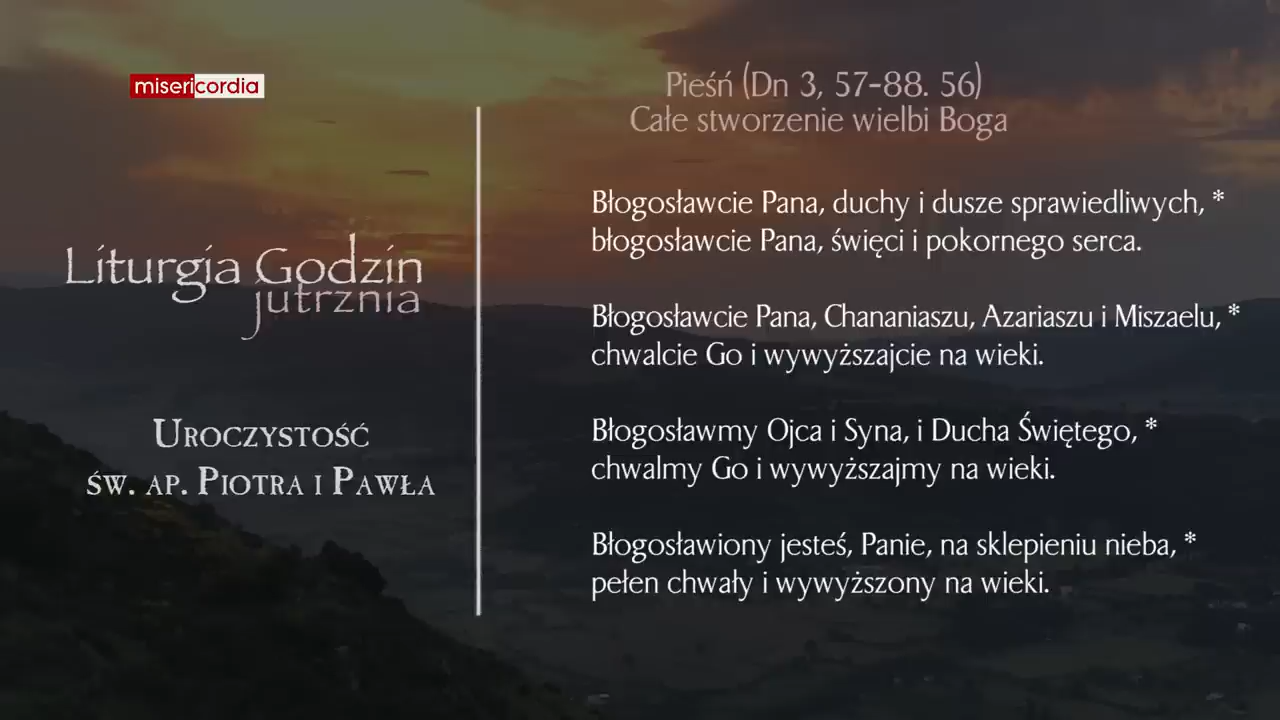 misericordia
Liturgia Godzin
jutrznia
Uroczystość
św. ap. Piotra i Pawła
Pieśń (Dn 3, 57-88. 56)
Całe stworzenie wielbi Boga
Błogosławcie Pana, duchy i dusze sprawiedliwych, *
błogosławcie Pana, święci i pokornego serca.
Błogosławcie Pana, Chananiaszu, Azariaszu i Miszaelu, *
chwalcie Go i wywyższajcie na wieki.
Błogosławmy Ojca i Syna, i Ducha Świętego, *
chwalmy Go i wywyższajmy na wieki.
Błogosławiony jesteś, Panie, na sklepieniu nieba, *
pełen chwały i wywyższony na wieki.